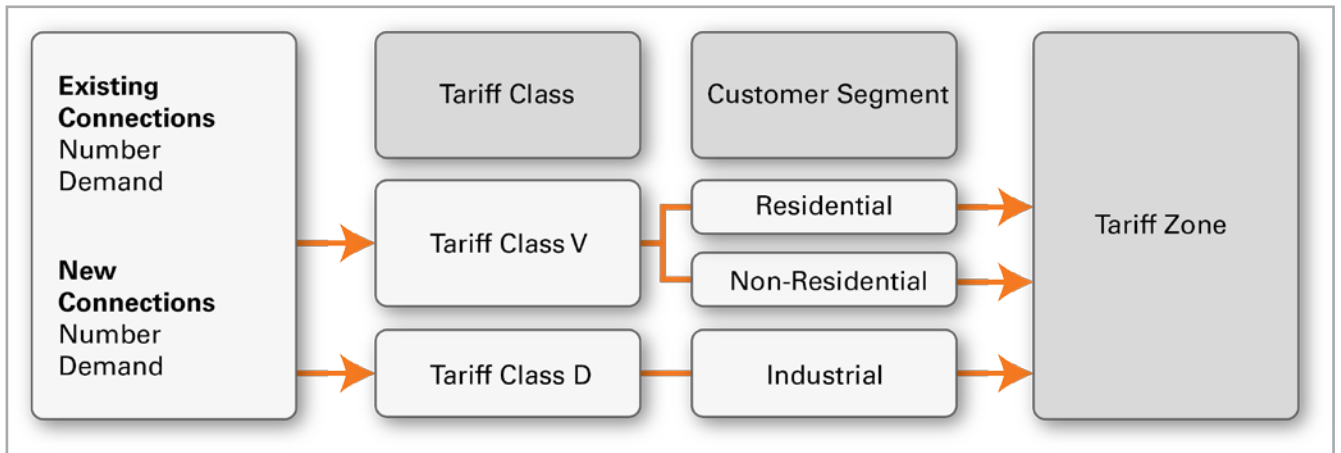 Existing
Connections
Number
Demand
New
Connections
Number
Demand
Tariff Class
Tariff Class V
Tariff Class D
Customer Segment
Residential
Non-Residential
Industrial
Tariff Zone